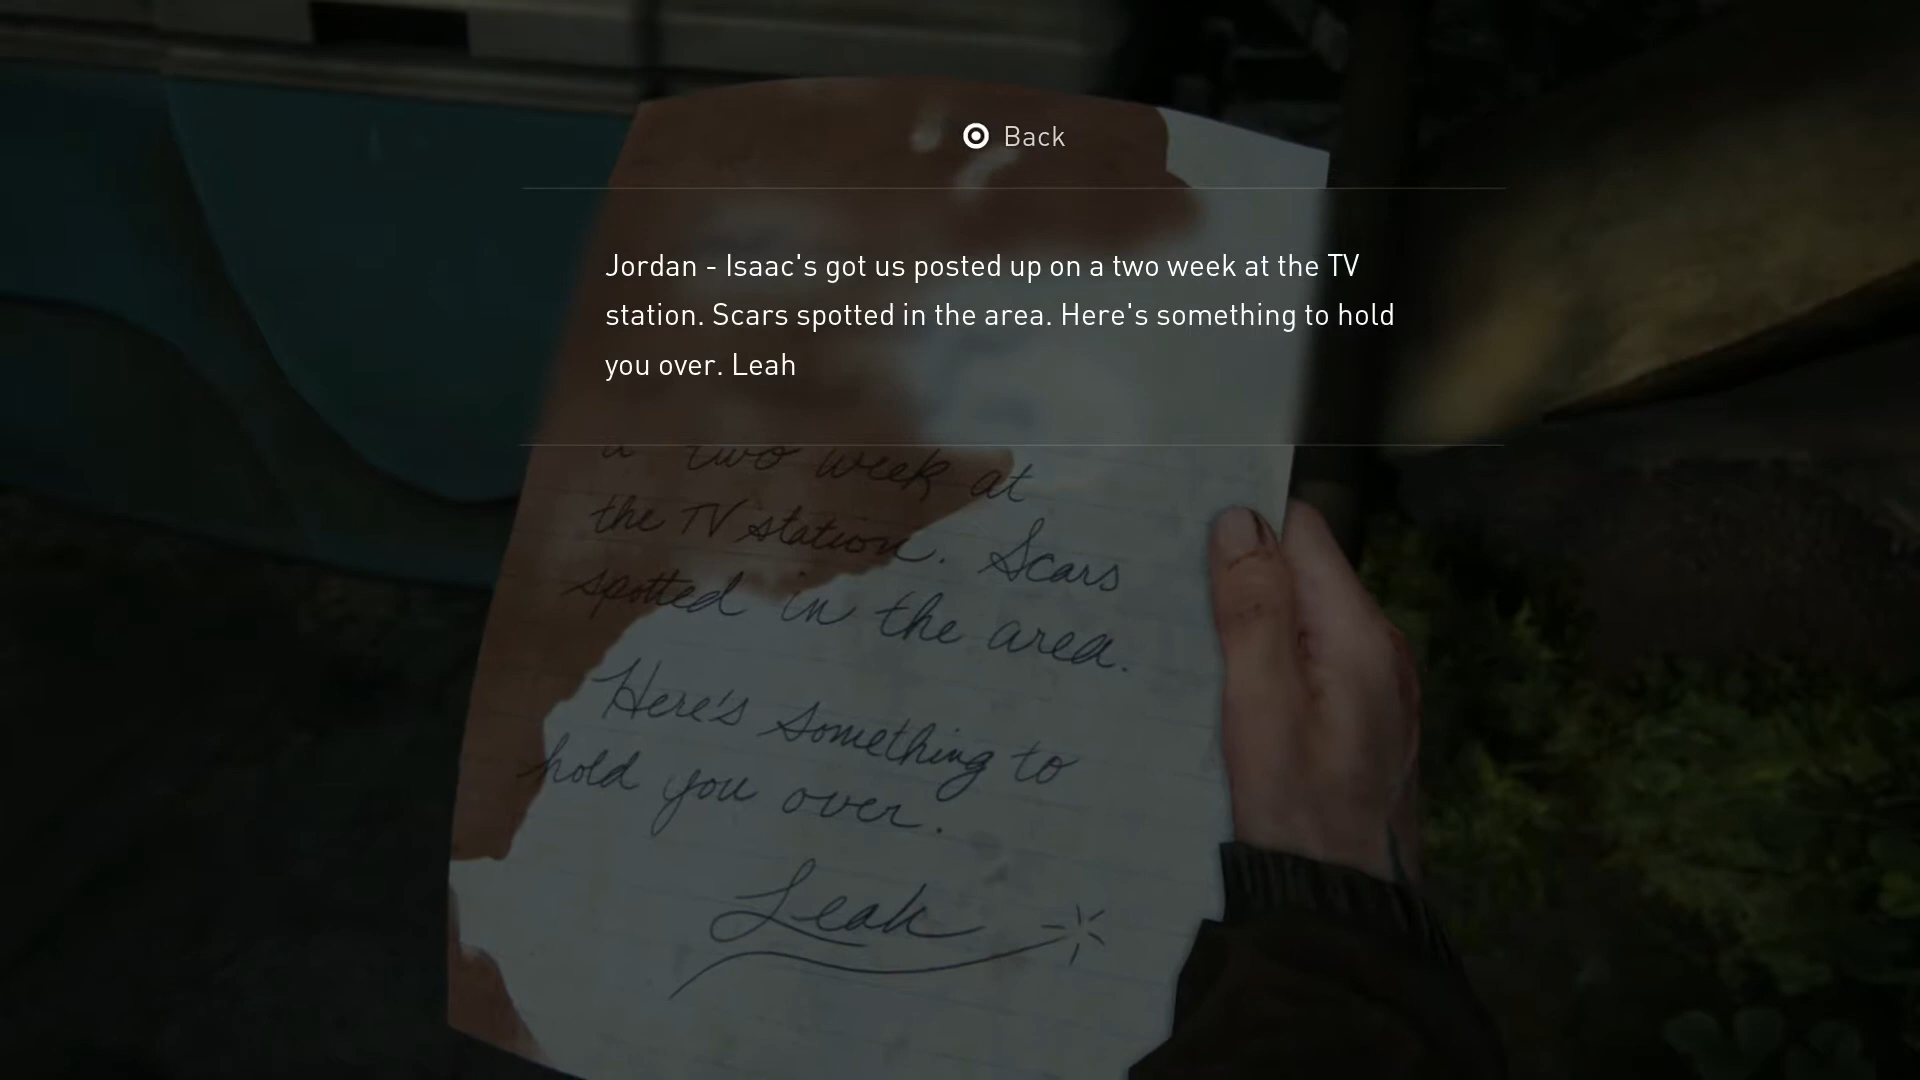 Back
Jordan - Isaac's got us posted up on a two week at the TV
station. Scars spotted in the area. Here's something to hold
you over. Leah
a two week at
the TV station. Scars
spotted in the area.
Here's something to
hold you over.
Leah